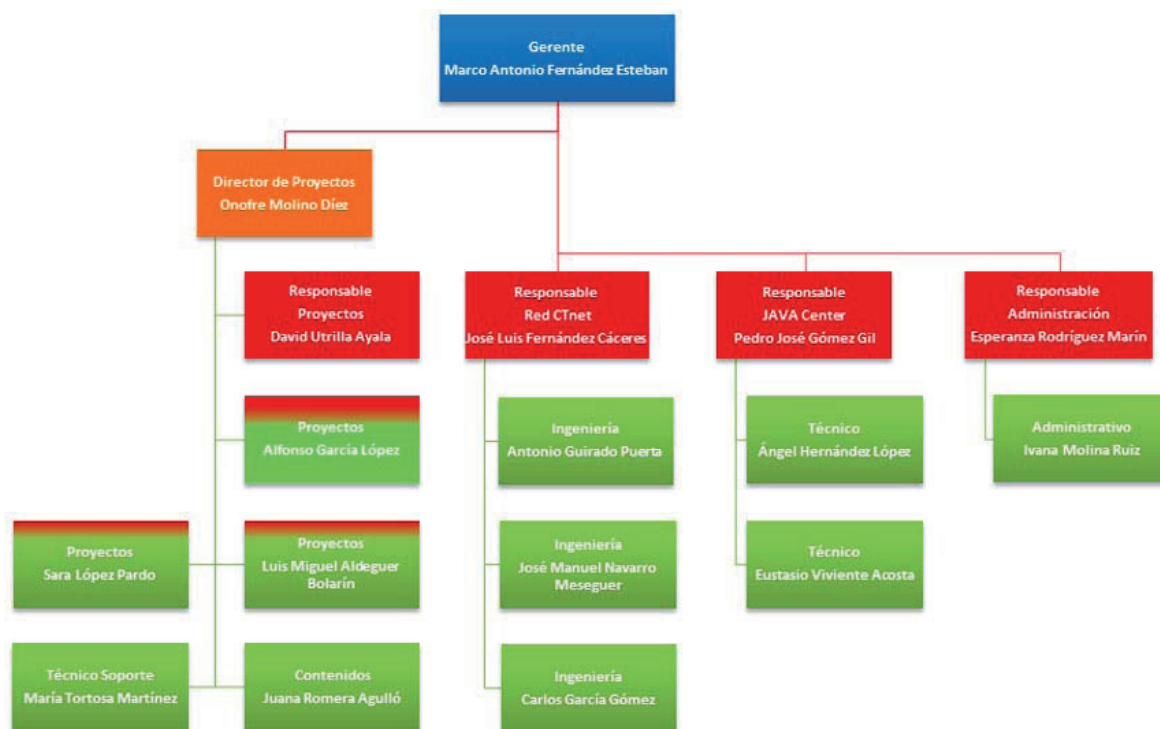 Gerente
Marco Antonio Fernández Esteban
Director de Proyectos
Onofre Molino Díez
Responsable
Proyectos
David Utrilla Ayala
Responsable
Red CTnet
José Luis Fernández Cáceres
Responsable
JAVA Center
Pedro José Gómez Gil
Responsable
Administración
Esperanza Rodríguez Marín
Proyectos
Alfonso García López
Ingeniería
Antonio Guirado Puerta
Técnico
Ángel Hernández López
Administrativo
Ivana Molina Ruiz
Proyectos
Sara López Pardo
Proyectos
Luis Miguel Aldeguer
Bolarín
Ingeniería
José Manuel Navarro
Meseguer
Técnico
Eustasio Viviente Acosta
Técnico Soporte
María Tortosa Martínez
Contenidos
Juana Romera Agulló
Ingeniería
Carlos García Gómez